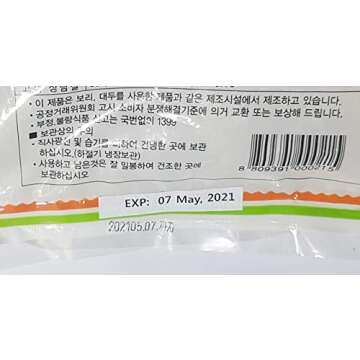 • 이 제품은 보리, 대두를 사용한 제품과 같은 제조시설에서 제조하고 있습니다.
• 공정거래위원회 고시 소비자 분쟁해결기준에 의거 교환 또는 보상해 드립니다.
• 부정,불량식품 신고는 국번없이 1399
■ 보관상의 주의
• 직사광선 및 습기를 피하여 건냉한 곳에 보관
하십시오.(하절기 냉장보관)
• 사용하고 남은것은 잘 밀봉하여 건조한 곳에
보관하십시오
8 809391 000215
EXP: 07 May, 2021
202105.07.까지